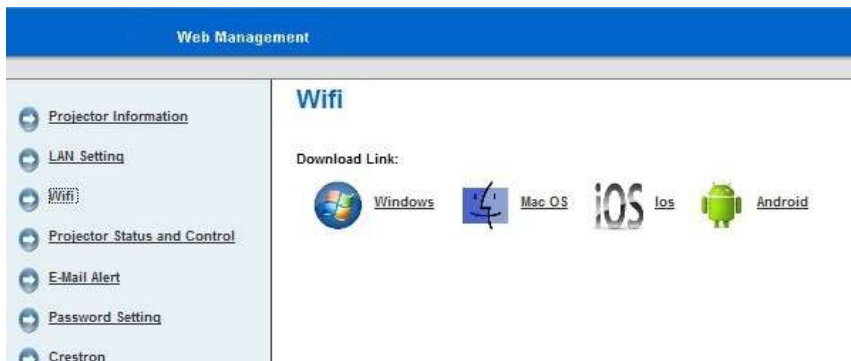 Web Management
Projector Information
LAN Setting
Wifi
Projector Status and Control
E-Mail Alert
Password Setting
Crestron
Wifi
Download Link:
Windows Mac OS iOS Ios Android